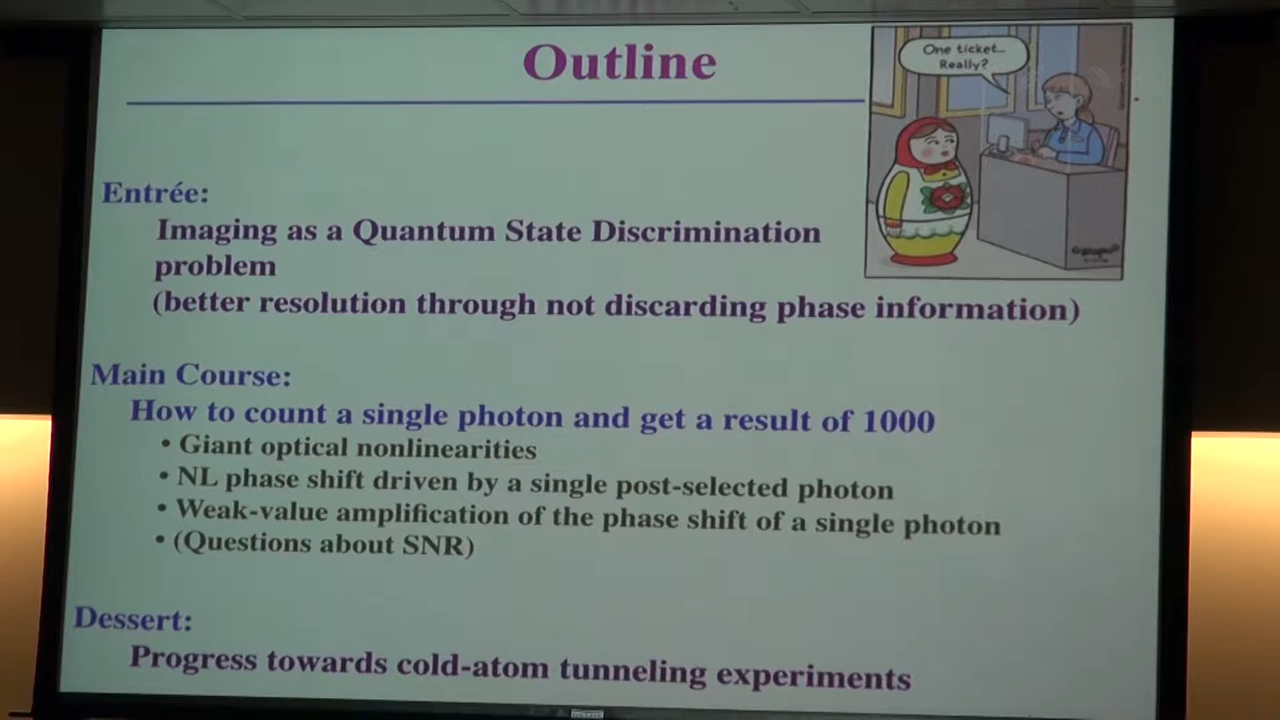 Outline
One ticket...
Really?
Entrée:
Imaging as a Quantum State Discrimination
problem
(better resolution through not discarding phase information)
Main Course:
How to count a single photon and get a result of 1000
• Giant optical nonlinearities
• NL phase shift driven by a single post-selected photon
• Weak-value amplification of the phase shift of a single photon
• (Questions about SNR)
Dessert:
Progress towards cold-atom tunneling experiments